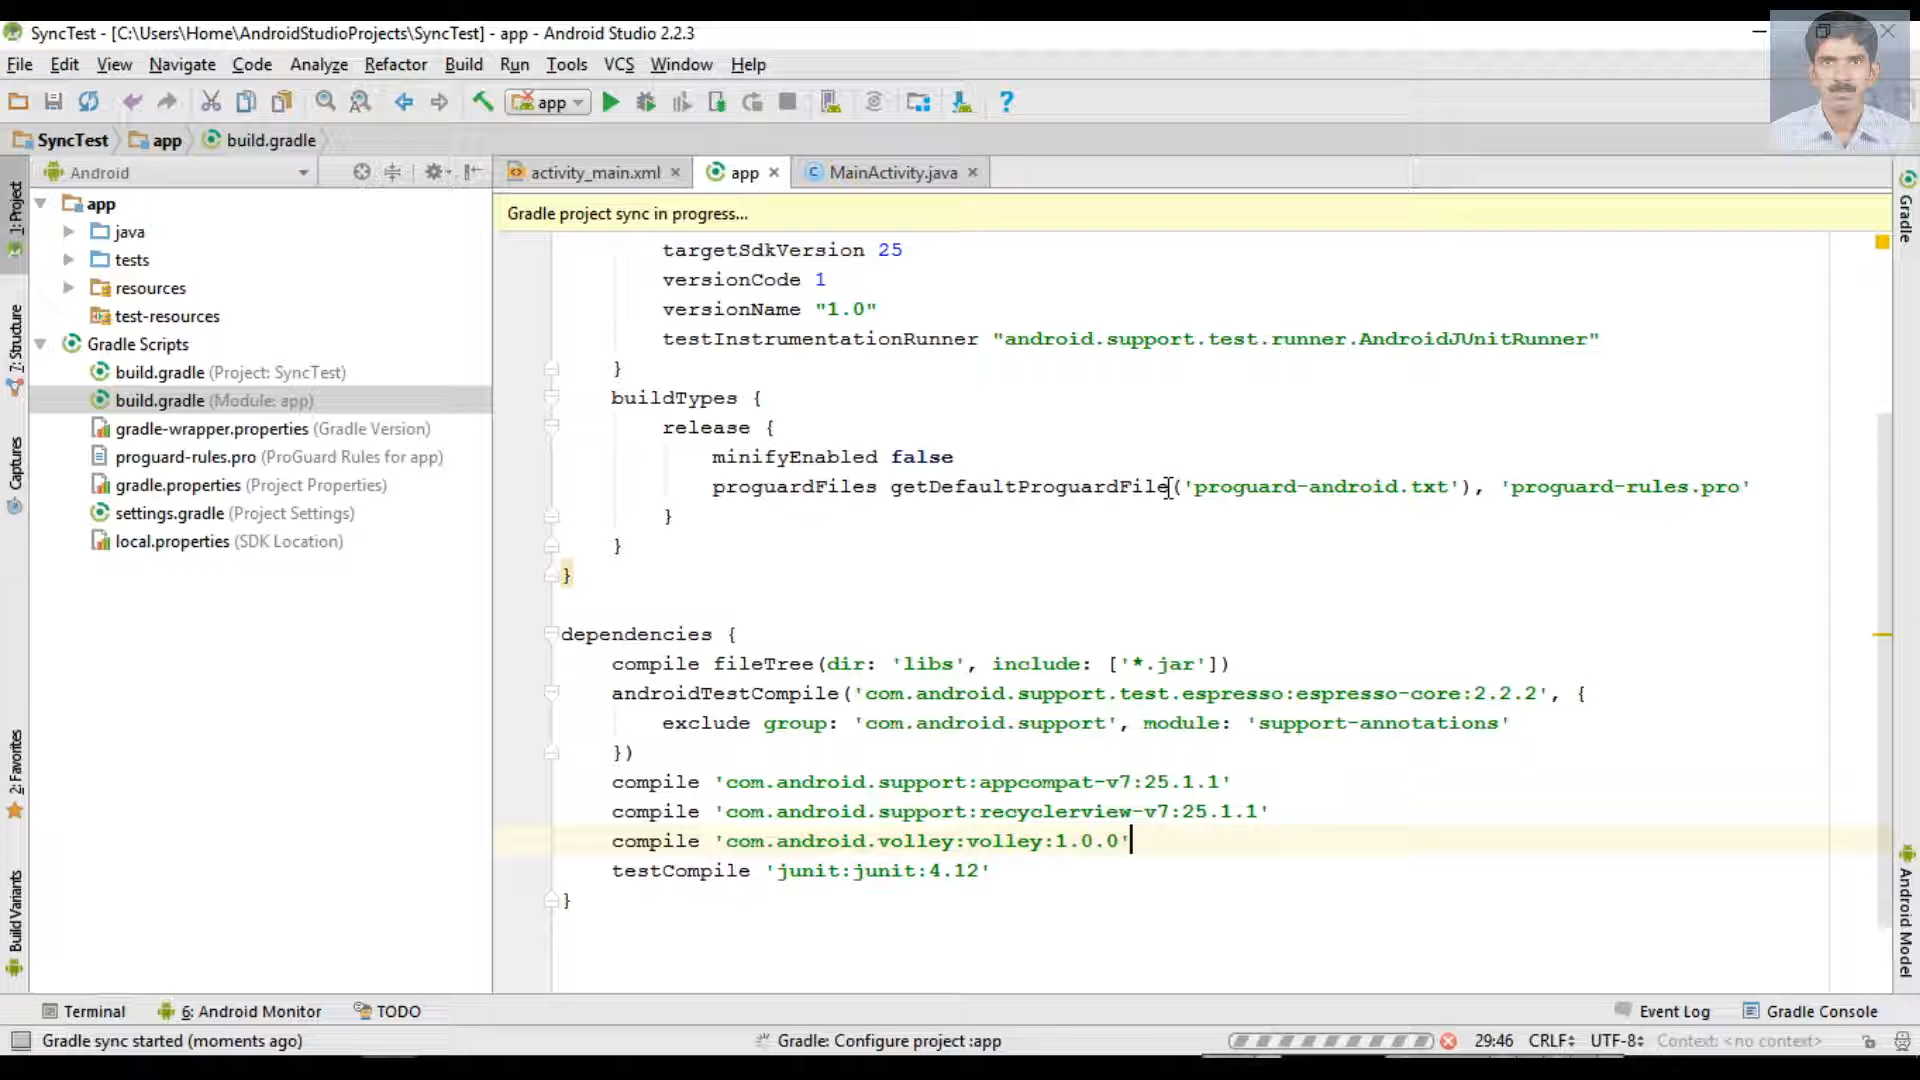 SyncTest - [C:\Users\Home\AndroidStudioProjects\SyncTest] - app - Android Studio 2.2.3
File Edit View Navigate Code Analyze Refactor Build Run Tools VCS Window Help
app
SyncTest app build.gradle
Android
activity_main.xml app MainActivity.java
Gradle project sync in progress...
1: Project
7: Structure
Captures
2: Favorites
Build Variants
app
java
tests
resources
test-resources
Gradle Scripts
build.gradle (Project: SyncTest)
build.gradle (Module: app)
gradle-wrapper.properties (Gradle Version)
proguard-rules.pro (ProGuard Rules for app)
gradle.properties (Project Properties)
settings.gradle (Project Settings)
local.properties (SDK Location)
targetSdkVersion 25
versionCode 1
versionName "1.0"
testInstrumentationRunner "android.support.test.runner.AndroidJUnitRunner"
}
buildTypes {
release {
minifyEnabled false
proguardFiles getDefaultProguardFile('proguard-android.txt'), 'proguard-rules.pro'
}
}
}
dependencies {
compile fileTree(dir: 'libs', include: ['*.jar'])
androidTestCompile('com.android.support.test.espresso:espresso-core:2.2.2', {
exclude group: 'com.android.support', module: 'support-annotations'
})
compile 'com.android.support:appcompat-v7:25.1.1'
compile 'com.android.support:recyclerview-v7:25.1.1'
compile 'com.android.volley:volley:1.0.0'
testCompile 'junit:junit:4.12'
}
Gradle
Android Model
Terminal 6: Android Monitor TODO Event Log Gradle Console
Gradle sync started (moments ago) Gradle: Configure project :app 29:46 CRLF UTF-8 Context: <no context>